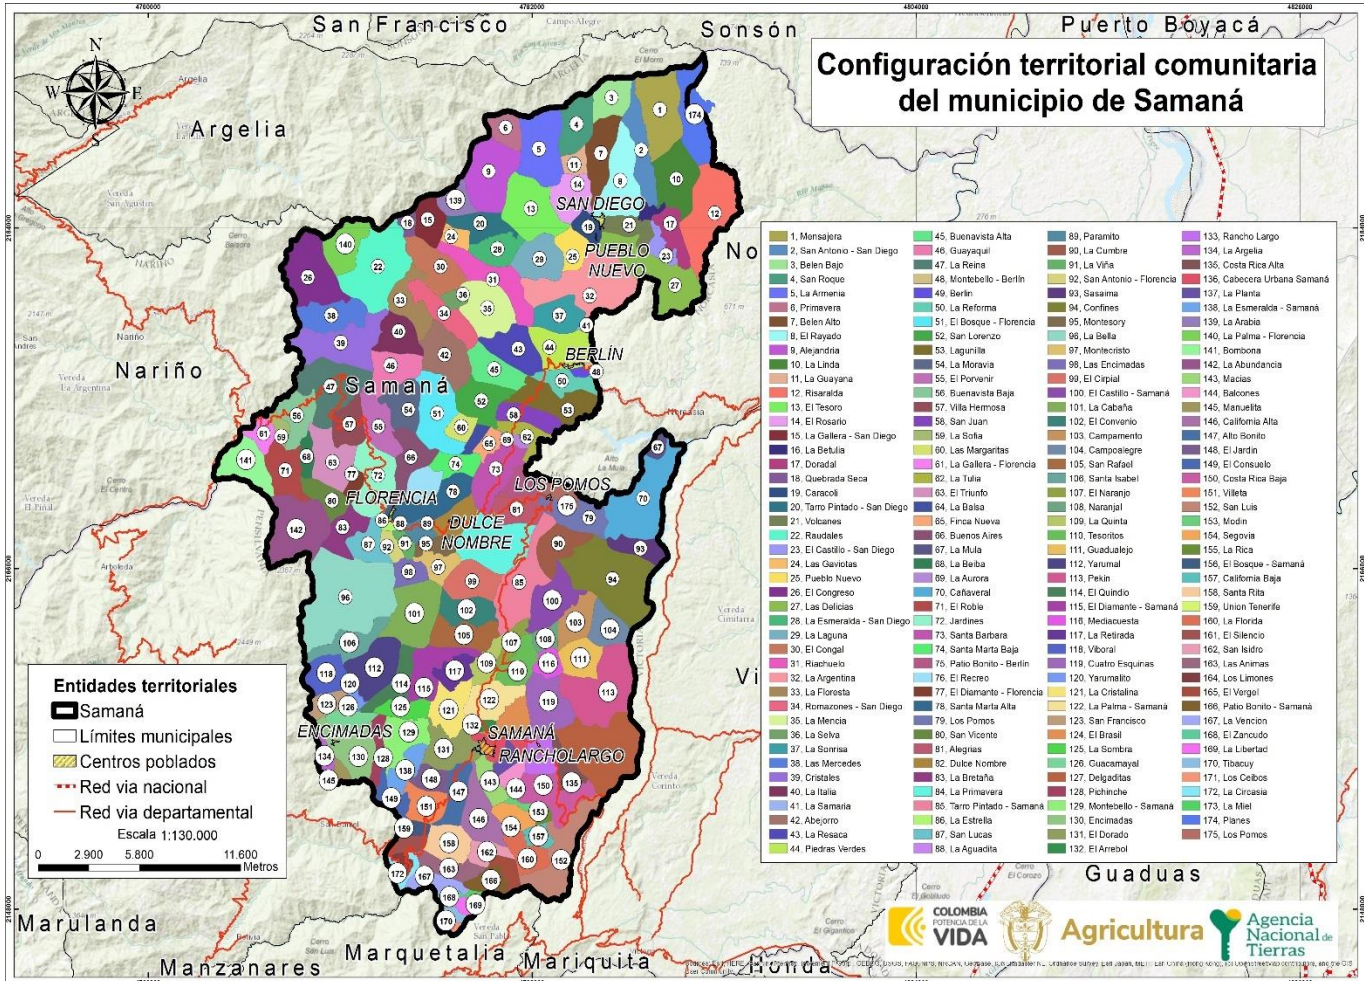 4760000
4782000
4804000
4826000
San Francisco
Sonsón
Puerto Boyacá
Configuración territorial comunitaria
del municipio de Samaná
N
W
E
S
Argelia
Nariño
Samaná
SAN DIEGO
PUEBLO
NUEVO
BERLÍN
FLORENCIA
LOS POMOS
DULCE
NOMBRE
ENCIMADAS
SAMANÁ
RANCHOLARGO
1, Mensajera
2, San Antonio - San Diego
3, Belen Bajo
4, San Roque
5, La Armenia
6, Primavera
7, Belen Alto
8, El Rayado
9, Alejandria
10, La Linda
11, La Guayana
12, Risaralda
13, El Tesoro
14, El Rosario
15, La Gallera - San Diego
16, La Betulia
17, Doradal
18, Quebrada Seca
19, Caracoli
20, Tarro Pintado - San Diego
21, Volcanes
22, Raudales
23, El Castillo - San Diego
24, Las Gaviotas
25, Pueblo Nuevo
26, El Congreso
27, Las Delicias
28, La Esmeralda - San Diego
29, La Laguna
30, El Congal
31, Riachuelo
32, La Argentina
33, La Floresta
34, Romazones - San Diego
35, La Mencia
36, La Selva
37, La Sonrisa
38, Las Mercedes
39, Cristales
40, La Italia
41, La Samaria
42, Abejorro
43, La Resaca
44, Piedras Verdes
45, Buenavista Alta
46, Guayaquil
47, La Reina
48, Montebello - Berlín
49, Berlin
50, La Reforma
51, El Bosque - Florencia
52, San Lorenzo
53, Lagunilla
54, La Moravia
55, El Porvenir
56, Buenavista Baja
57, Villa Hermosa
58, San Juan
59, La Sofia
60, Las Margaritas
61, La Gallera - Florencia
62, La Tulia
63, El Triunfo
64, La Balsa
65, Finca Nueva
66, Buenos Aires
67, La Mula
68, La Beiba
69, La Aurora
70, Cañaveral
71, El Roble
72, Jardines
73, Santa Barbara
74, Santa Marta Baja
75, Patio Bonito - Berlín
76, El Recreo
77, El Diamante - Florencia
78, Santa Marta Alta
79, Los Pomos
80, San Vicente
81, Alegrias
82, Dulce Nombre
83, La Bretaña
84, La Primavera
85, Tarro Pintado - Samaná
86, La Estrella
87, San Lucas
88, La Aguadita
89, Paramito
90, La Cumbre
91, La Viña
92, San Antonio - Florencia
93, Sasaima
94, Confines
95, Montesory
96, La Bella
97, Montecristo
98, Las Encimadas
99, El Cirpial
100, El Castillo - Samaná
101, La Cabaña
102, El Convenio
103, Campamento
104, Campoalegre
105, San Rafael
106, Santa Isabel
107, El Naranjo
108, Naranjal
109, La Quinta
110, Tesoritos
111, Guadualejo
112, Yarumal
113, Pekin
114, El Quindio
115, El Diamante - Samaná
116, Mediacuesta
117, La Retirada
118, Viboral
119, Cuatro Esquinas
120, Yarumalito
121, La Cristalina
122, La Palma - Samaná
123, San Francisco
124, El Brasil
125, La Sombra
126, Guacamayal
127, Delgaditas
128, Pichinche
129, Montebello - Samaná
130, Encimadas
131, El Dorado
132, El Arrebol
133, Rancho Largo
134, La Argelia
135, Costa Rica Alta
136, Cabecera Urbana Samaná
137, La Planta
138, La Esmeralda - Samaná
139, La Arabia
140, La Palma - Florencia
141, Bombona
142, La Abundancia
143, Macias
144, Balcones
145, Manuelita
146, California Alta
147, Alto Bonito
148, El Jardin
149, El Consuelo
150, Costa Rica Baja
151, Villeta
152, San Luis
153, Modin
154, Segovia
155, La Rica
156, El Bosque - Samaná
157, California Baja
158, Santa Rita
159, Union Tenerife
160, La Florida
161, El Silencio
162, San Isidro
163, Las Animas
164, Los Limones
165, El Vergel
166, Patio Bonito - Samaná
167, La Vencion
168, El Zancudo
169, La Libertad
170, Tibacuy
171, Los Ceibos
172, La Circasia
173, La Miel
174, Planes
175, Los Pomos
Entidades territoriales
Samaná
Límites municipales
Centros poblados
Red via nacional
Red via departamental
Escala 1:130.000
0 2.900 5.800 11.600
Metros
Marulanda
Manzanares
Marquetalia
Mariquita
Honda
Guaduas
COLOMBIA
POTENCIA DE LA
VIDA
Agricultura
Agencia
Nacional de
Tierras